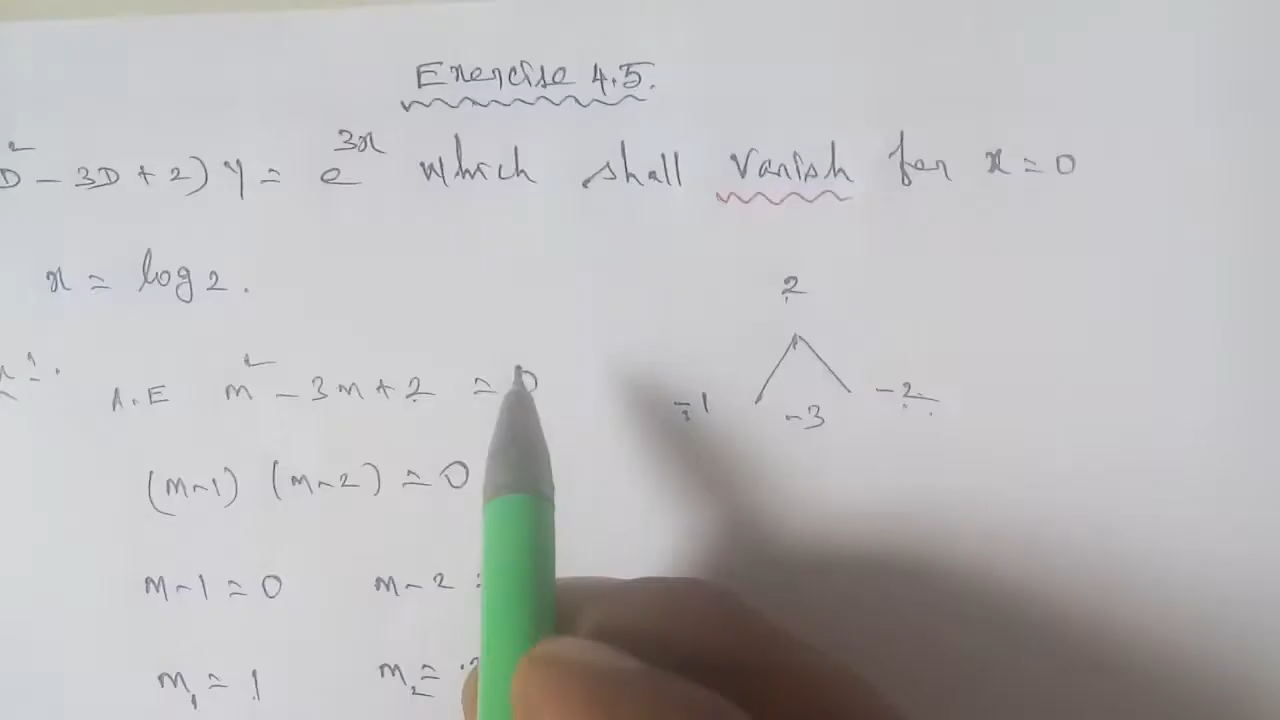 Exercise 4.5.
D² - 3D + 2) y = e^3x which shall vanish for x = 0
x = log 2.
2
A.E m² - 3m + 2 = 0
-1 -3 -2
(m-1) (m-2) = 0
m-1 = 0 m-2 =
m₁ = 1 m₂ =